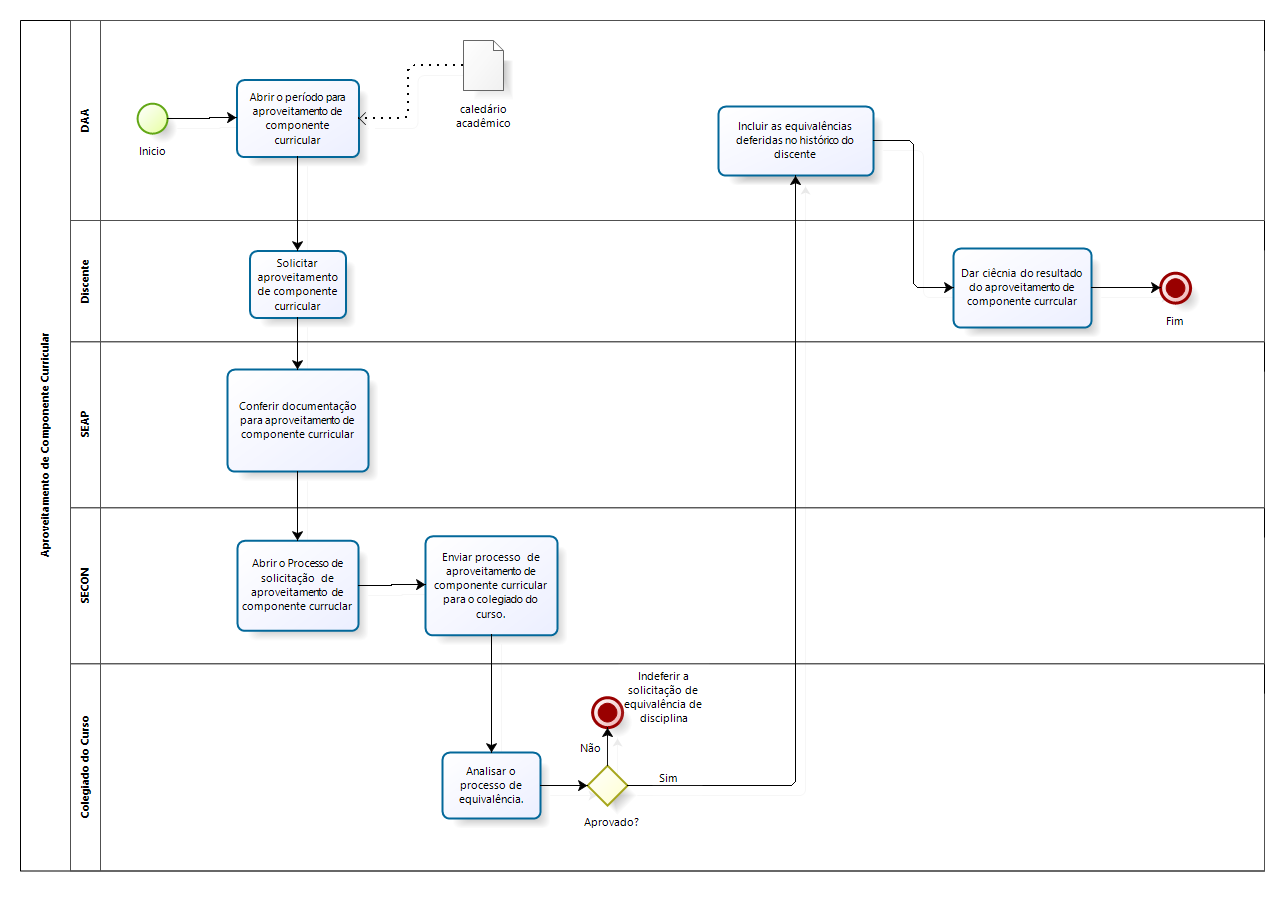 Aproveitamento de Componente Curricular
DAA
Inicio
Abrir o período para
aproveitamento de
componente
curricular
caledário
acadêmico
Incluir as equivalências
deferidas no histórico do
discente
Discente
Solicitar
aproveitamento
de componente
curricular
Dar ciêcnia do resultado
do aproveitamento de
componente currcular
Fim
SEAP
Conferir documentação
para aproveitamento de
componente curricular
SECON
Abrir o Processo de
solicitação de
aproveitamento de
componente curruclar
Enviar processo de
aproveitamento de
componente curricular
para o colegiado do
curso.
Colegiado do Curso
Analisar o
processo de
equivalência.
Aprovado?
Não
Indeferir a
solicitação de
equivalência de
disciplina
Sim